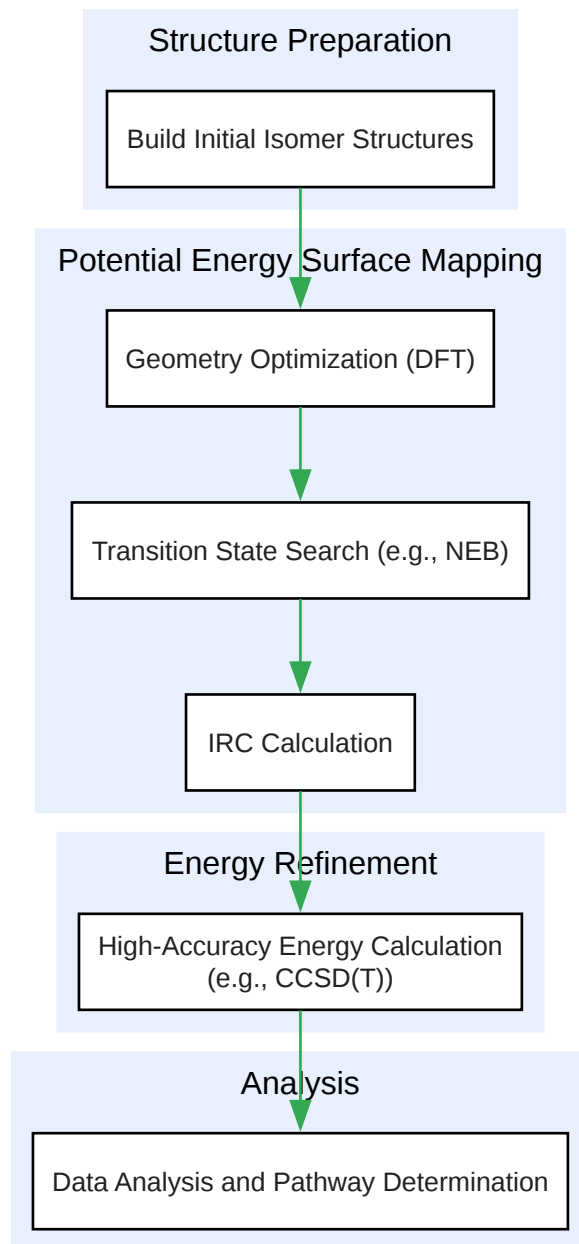 Structure Preparation
Build Initial Isomer Structures
Potential Energy Surface Mapping
Geometry Optimization (DFT)
Transition State Search (e.g., NEB)
IRC Calculation
Energy Refinement
High-Accuracy Energy Calculation
(e.g., CCSD(T))
Analysis
Data Analysis and Pathway Determination